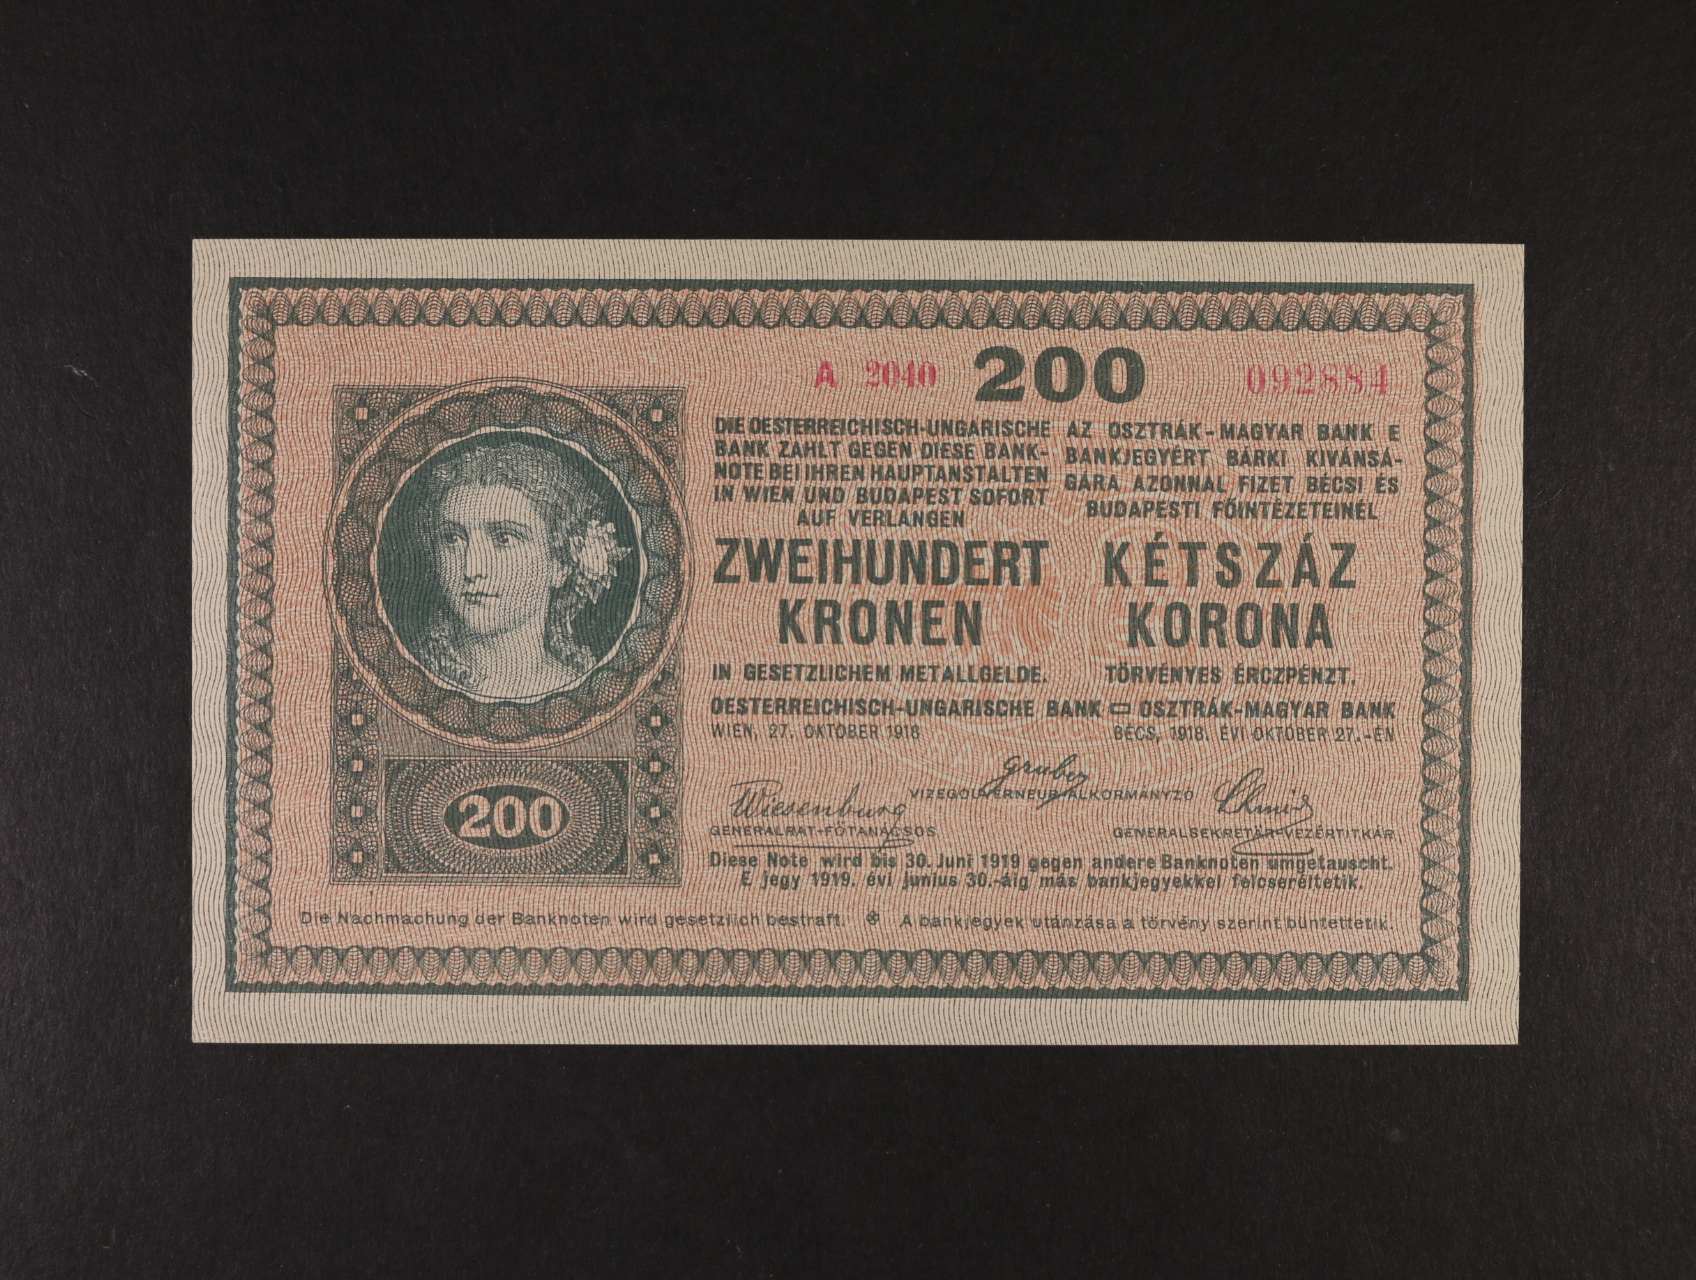 A 2040 200 092884
DIE OESTERREICHISCH-UNGARISCHE
BANK ZAHLT GEGEN DIESE BANK-
NOTE BEI IHREN HAUPTANSTALTEN
IN WIEN UND BUDAPEST SOFORT
AUF VERLANGEN
ZWEIHUNDERT
KRONEN
IN GESETZLICHEM METALLGELDE.
AZ OSZTRÁK-MAGYAR BANK E
BANKJEGYÉRT BÁRKI KIVÁNSÁ-
GÁRA AZONNAL FIZET BÉCSI ÉS
BUDAPESTI FŐINTÉZETEINÉL
KÉTSZÁZ
KORONA
TÖRVÉNYES ÉRCZPÉNZT.
OESTERREICHISCH-UNGARISCHE BANK OSZTRÁK-MAGYAR BANK
WIEN, 27. OKTOBER 1918 BÉCS, 1918. ÉVI OKTÓBER 27.-ÉN
Gruber
VIZEGOUVERNEUR-ALKORMÁNYZÓ
Wiesenburg
GENERALRAT-FŐTANÁCSOS
Schmid
GENERALSEKRETÄR-VEZÉRTITKÁR
Diese Note wird bis 30. Juni 1919 gegen andere Banknoten umgetauscht.
E jegy 1919. évi junius 30.-áig más bankjegyekkel felcseréltetik.
200
Die Nachmachung der Banknoten wird gesetzlich bestraft. A bankjegyek utánzása a törvény szerint büntettetik.